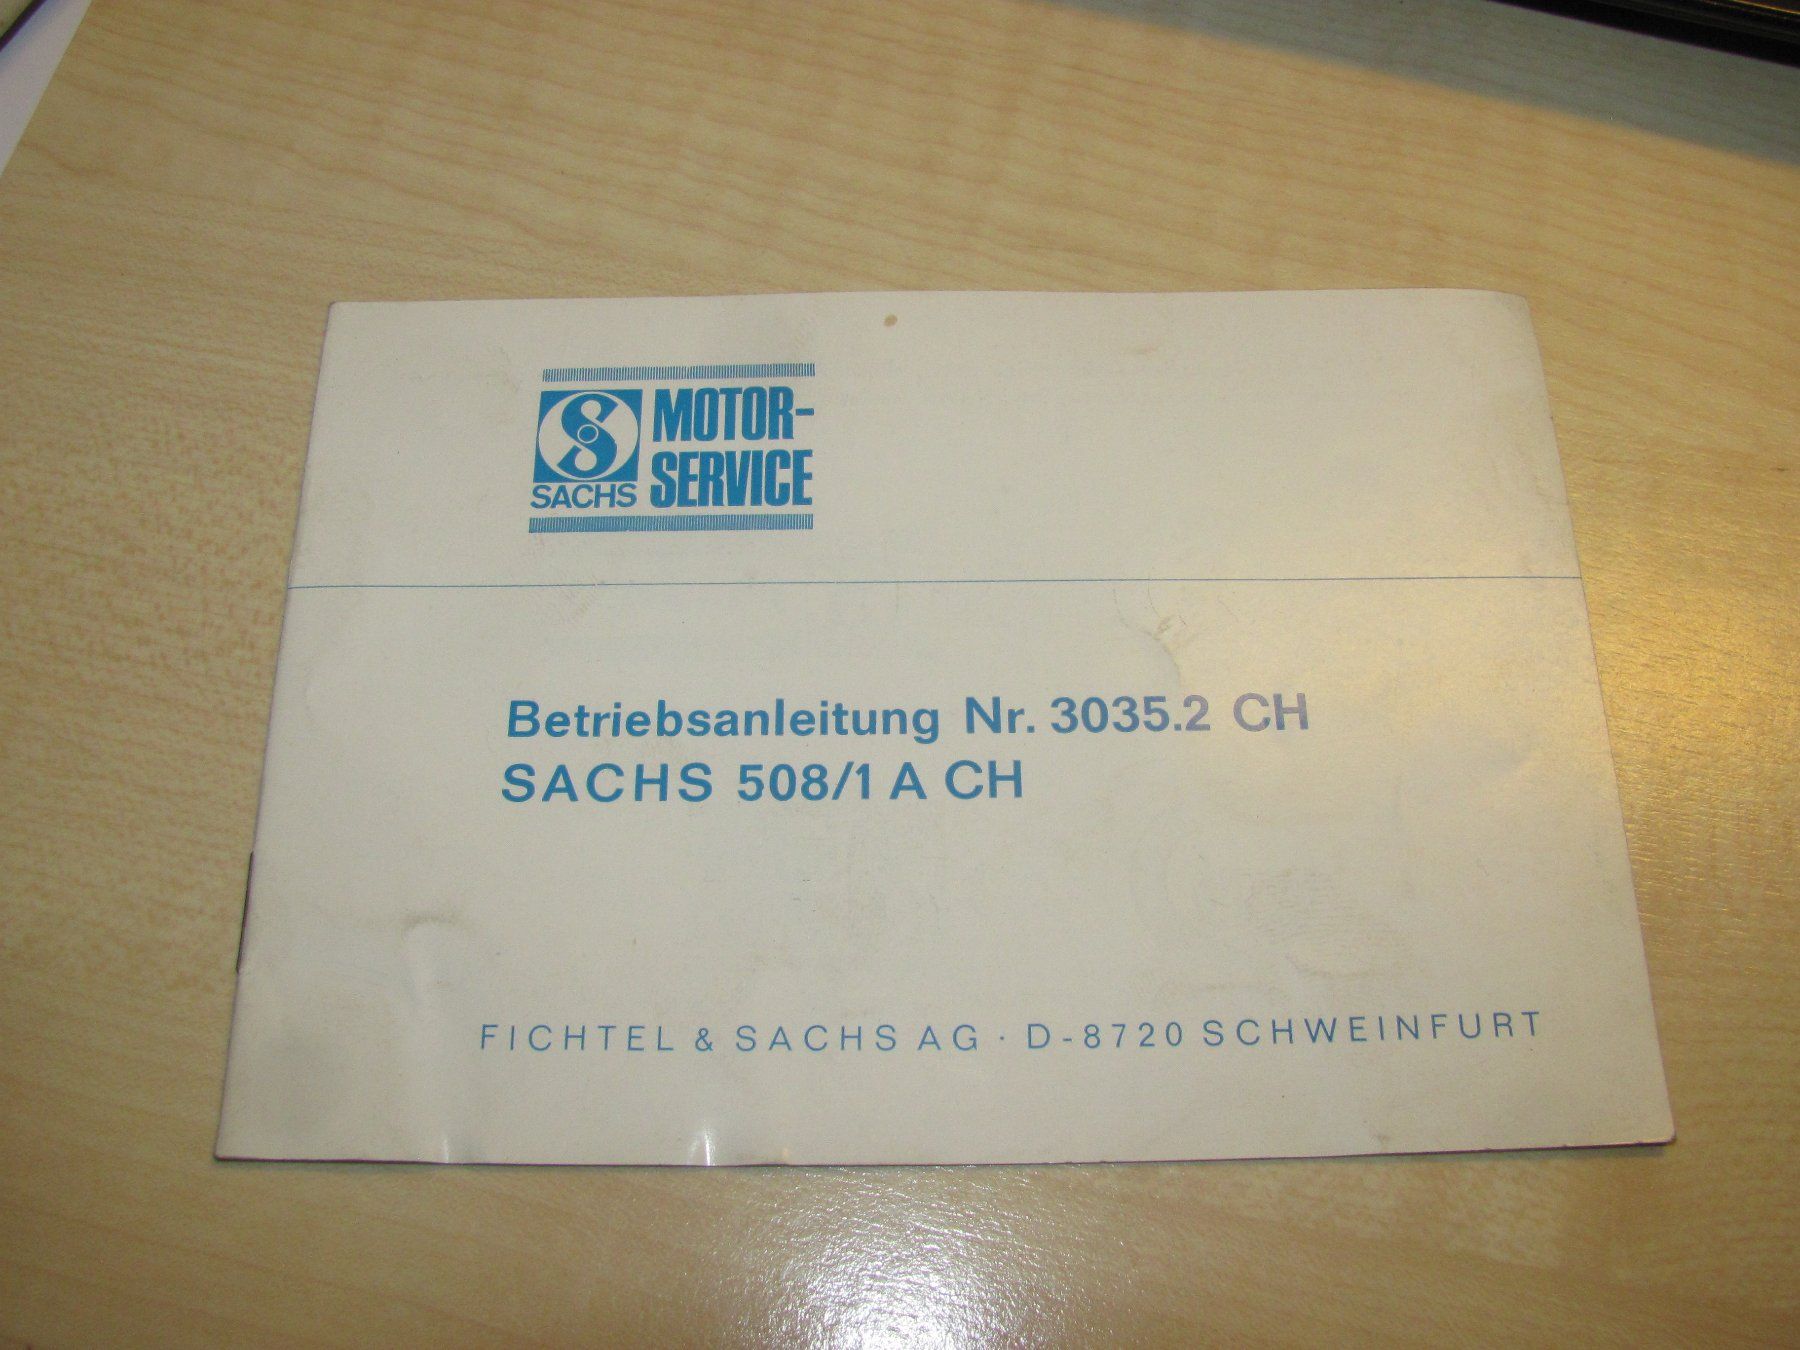 MOTOR-
SERVICE
SACHS
Betriebsanleitung Nr. 3035.2 CH
SACHS 508/1 A CH
FICHTEL & SACHS AG · D-8720 SCHWEINFURT